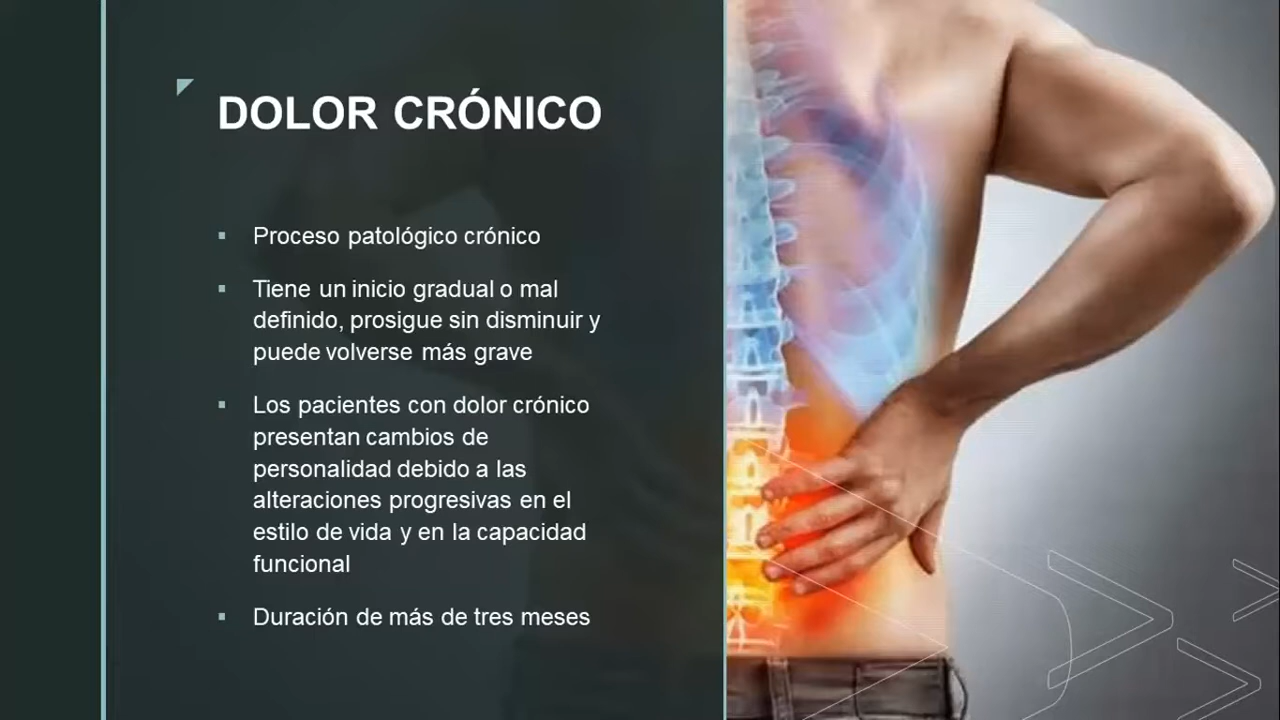 DOLOR CRÓNICO
▪ Proceso patológico crónico
▪ Tiene un inicio gradual o mal
definido, prosigue sin disminuir y
puede volverse más grave
▪ Los pacientes con dolor crónico
presentan cambios de
personalidad debido a las
alteraciones progresivas en el
estilo de vida y en la capacidad
funcional
▪ Duración de más de tres meses